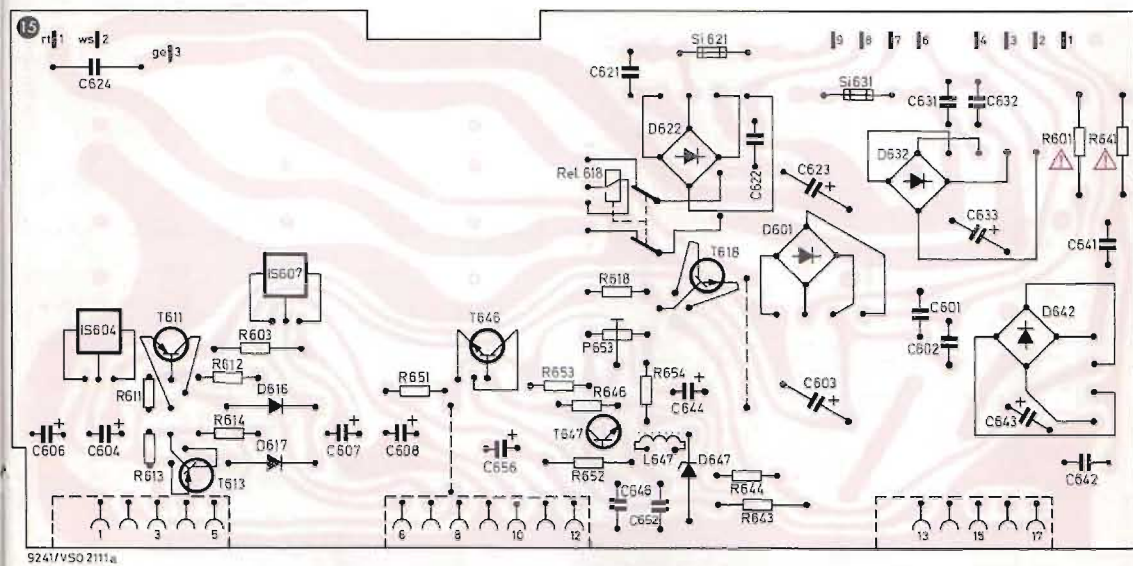 15
rt 1 ws 2 ge 3
Si 621
9 8 7 6 4 3 2 1
C624
C621
Si631
C631 C632
D622
R601 R641
C622
D632
Rel. 618
C623
C633
D601
C641
T618
IS607
R618
T611
T646
C601
D642
IS604
R603
P653
C602
R612
R651
R653
R654
R611
D616
R646
C644
C603
R614
T647
C643
C606 C604
D617
C607 C608
C656
L647 D647
R613
R652
C642
T613
R644
C646
C652
R643
1 3 5 6 8 10 12 13 15 17
9241/VSO 2111a